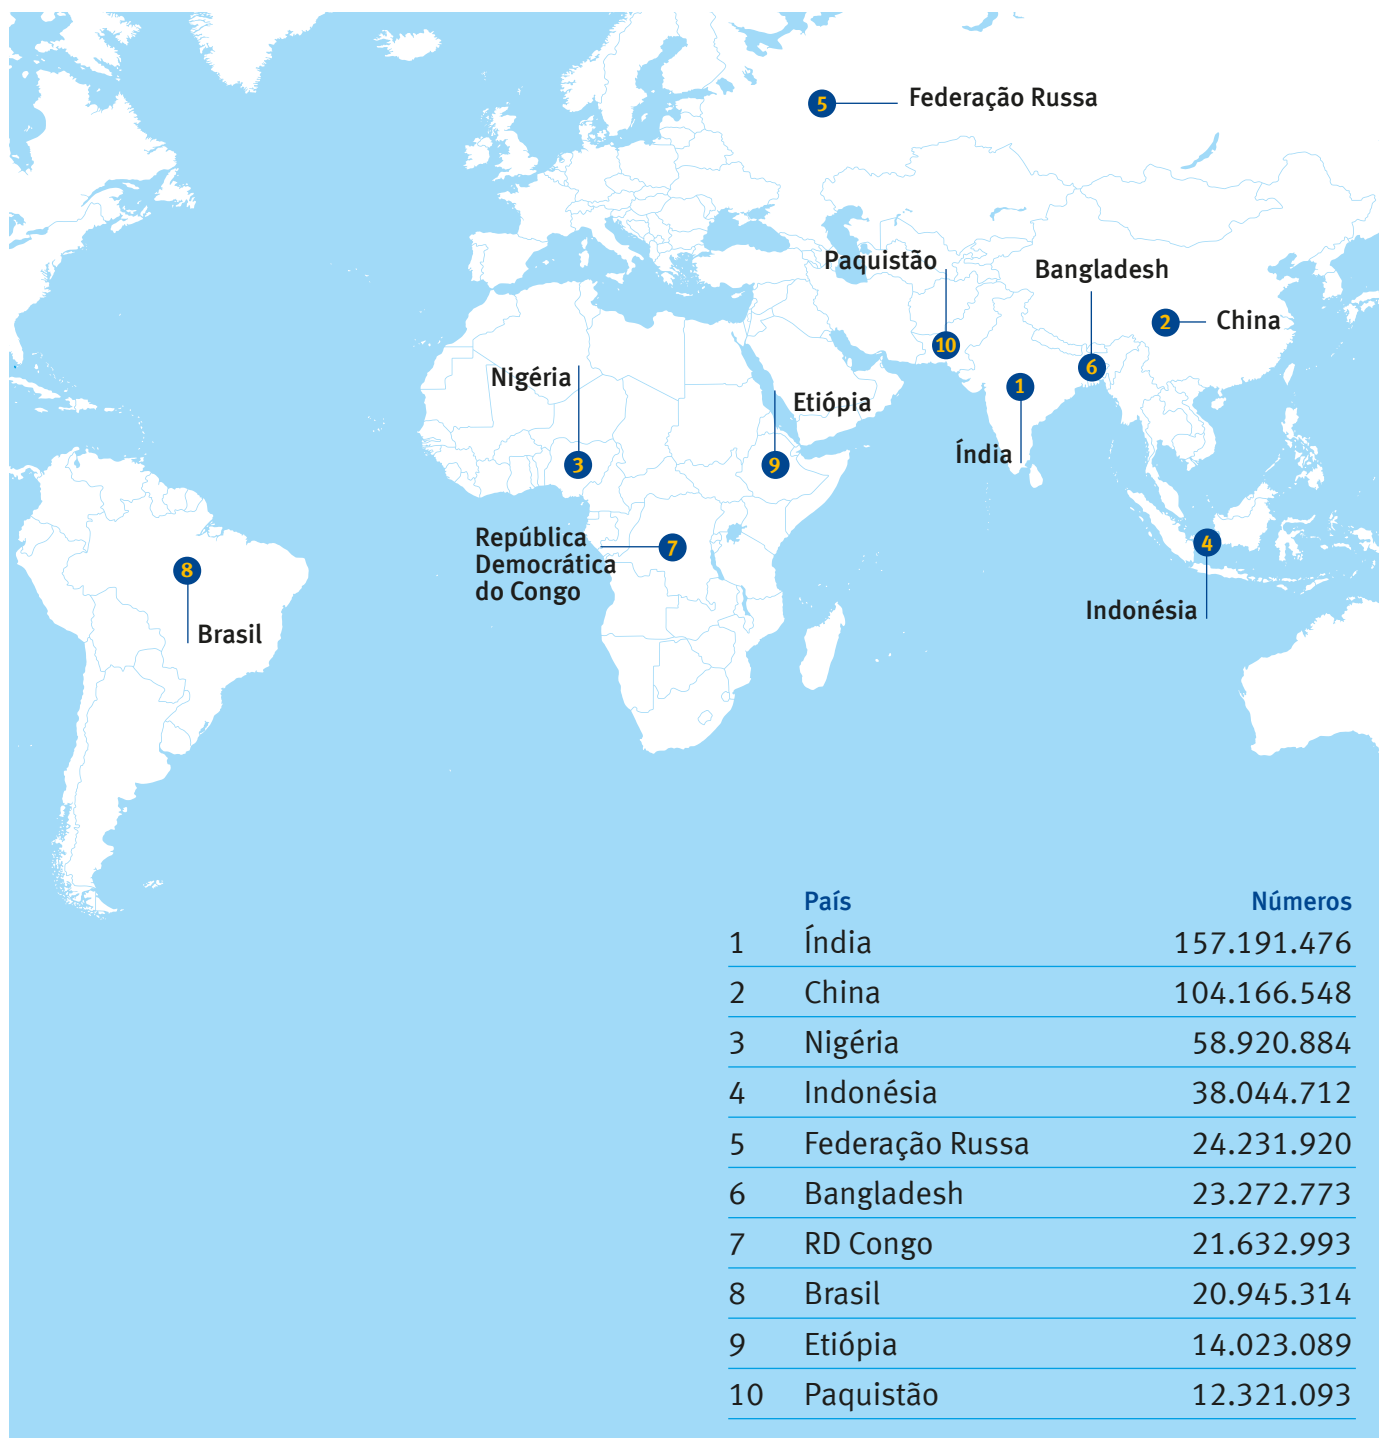 5 Federação Russa
Paquistão
Bangladesh
2 China
10
6
Nigéria
1
Etiópia
Índia
3
9
República
Democrática
do Congo
7
4
8
Indonésia
Brasil
País Números
1 Índia 157.191.476
2 China 104.166.548
3 Nigéria 58.920.884
4 Indonésia 38.044.712
5 Federação Russa 24.231.920
6 Bangladesh 23.272.773
7 RD Congo 21.632.993
8 Brasil 20.945.314
9 Etiópia 14.023.089
10 Paquistão 12.321.093